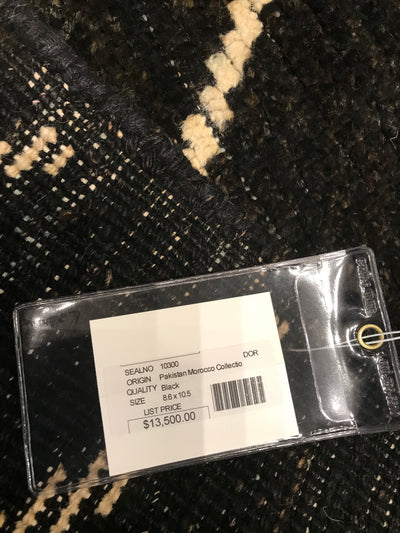 DOR
SEALNO 10300
ORIGIN Pakistan Morocco Collectio
QUALITY Black
SIZE 8.6 x 10.5
LIST PRICE
$13,500.00